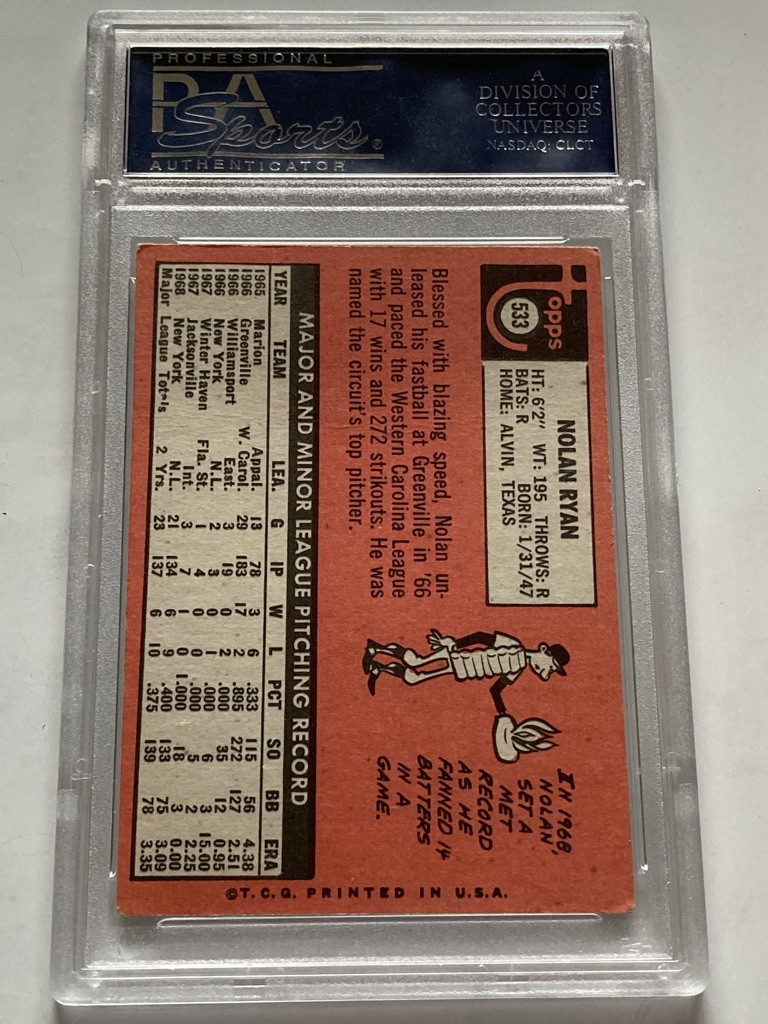 PROFESSIONAL
PSA
Sports®
AUTHENTICATOR
A
DIVISION OF
COLLECTORS
UNIVERSE
NASDAQ: CLCT
Topps
533
NOLAN RYAN
HT: 6'2" WT: 195 THROWS: R
BATS: R BORN: 1/31/47
HOME: ALVIN, TEXAS
Blessed with blazing speed, Nolan un-
leased his fastball at Greenville in '66
and paced the Western Carolina League
with 17 wins and 272 strikouts. He was
named the circuit's top pitcher.
IN 1968,
NOLAN,
SET A
MET
RECORD
AS HE
FANNED 14
BATTERS
IN A
GAME.
MAJOR AND MINOR LEAGUE PITCHING RECORD
YEAR TEAM LEA. G IP W L PCT SO BB ERA
1965 Marion Appal. 13 78 3 6 .333 115 56 4.38
1966 Greenville W. Carol. 29 183 17 2 .895 272 127 2.51
1966 Williamsport East. 3 19 0 2 .000 35 12 0.95
1966 New York N.L. 2 3 0 1 .000 6 3 15.00
1967 Winter Haven Fla. St. 1 4 0 0 .000 5 2 2.25
1967 Jacksonville Int. 3 7 1 0 1.000 18 3 0.00
1968 New York N.L. 21 134 6 9 .400 133 75 3.09
Major League Tot'ls 2 Yrs. 23 137 6 10 .375 139 78 3.35
©T.C.G. PRINTED IN U.S.A.